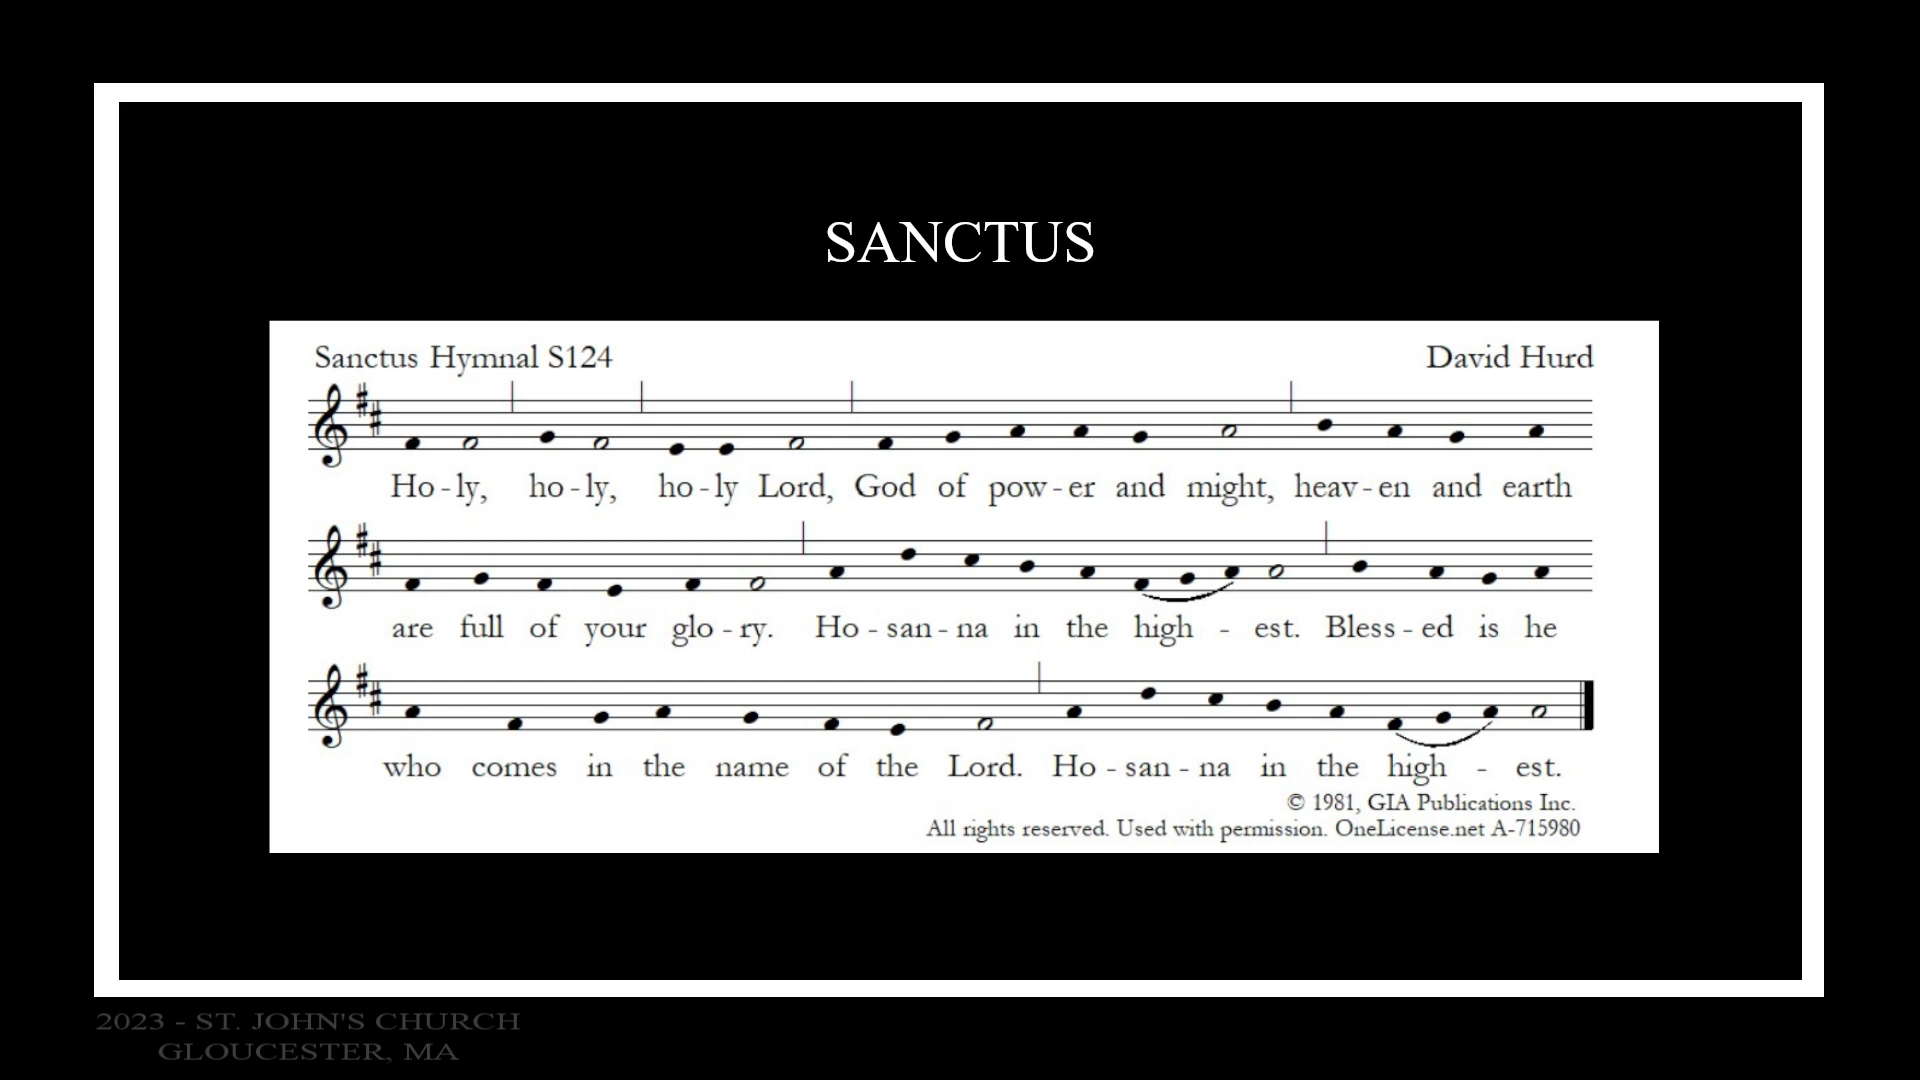 SANCTUS
Sanctus Hymnal S124 David Hurd
Ho - ly, ho - ly, ho - ly Lord, God of pow - er and might, heav - en and earth
are full of your glo - ry. Ho - san - na in the high - est. Bless - ed is he
who comes in the name of the Lord. Ho - san - na in the high - est.
© 1981, GIA Publications Inc.
All rights reserved. Used with permission. OneLicense.net A-715980
2023 - ST. JOHN'S CHURCH
GLOUCESTER, MA